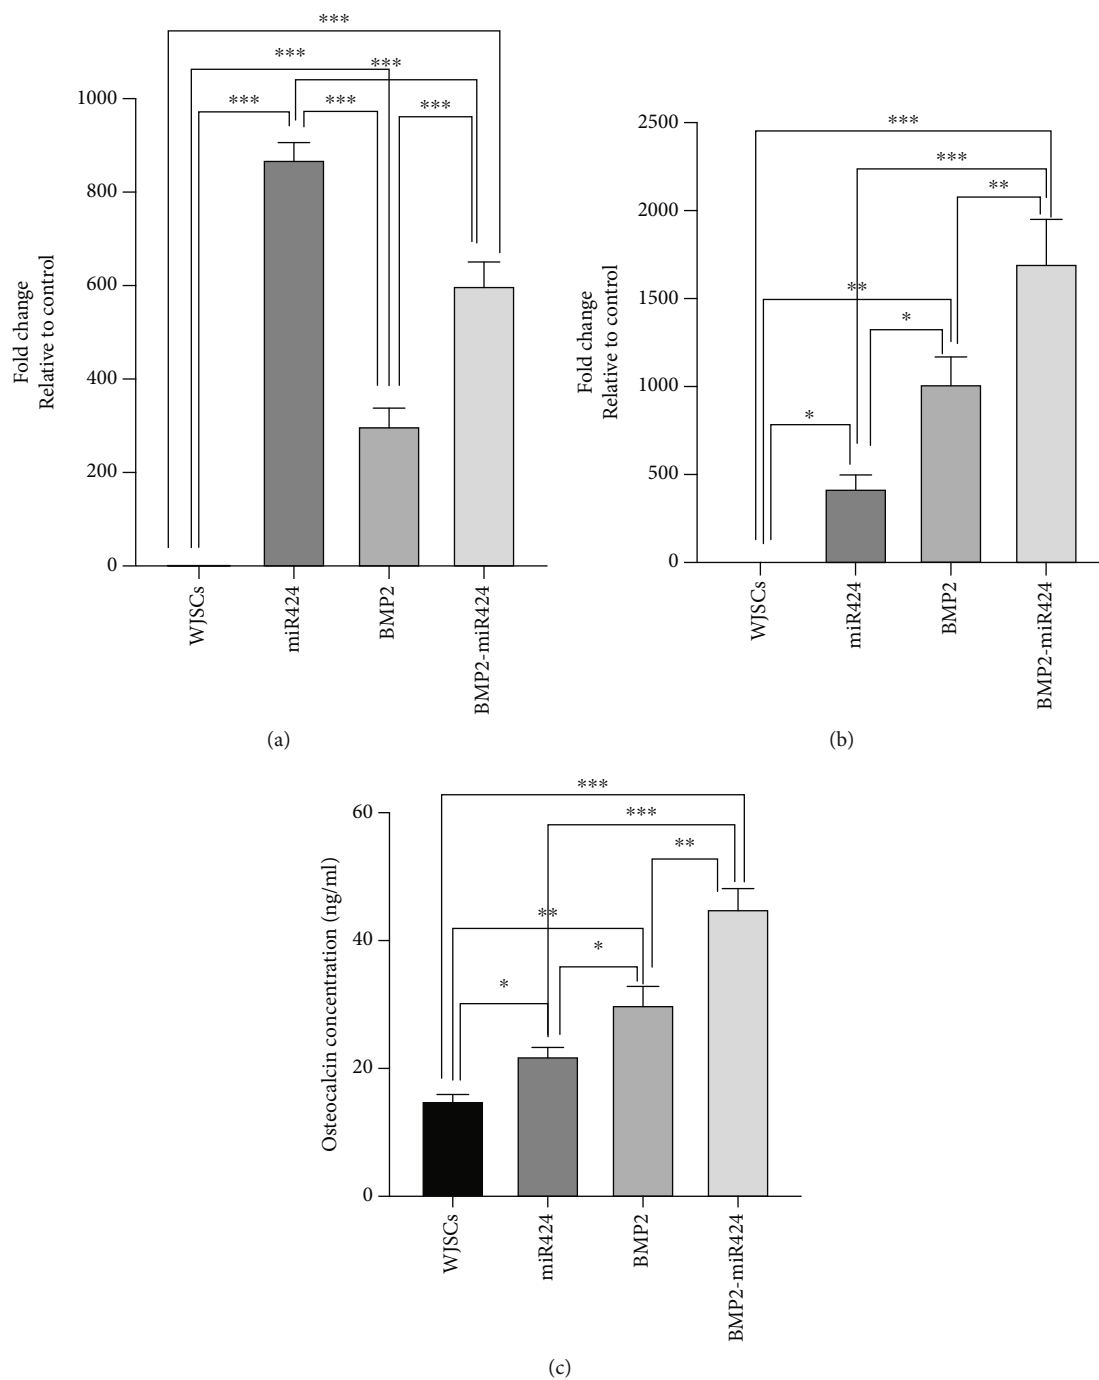 ***
***
***
***
***
***
1000
800
600
400
200
0
Fold change
Relative to control
WJSCs
miR424
BMP2
BMP2-miR424
(a)
***
***
**
**
*
*
2500
2000
1500
1000
500
0
Fold change
Relative to control
WJSCs
miR424
BMP2
BMP2-miR424
(b)
***
***
**
**
*
*
60
40
20
0
Osteocalcin concentration (ng/ml)
WJSCs
miR424
BMP2
BMP2-miR424
(c)